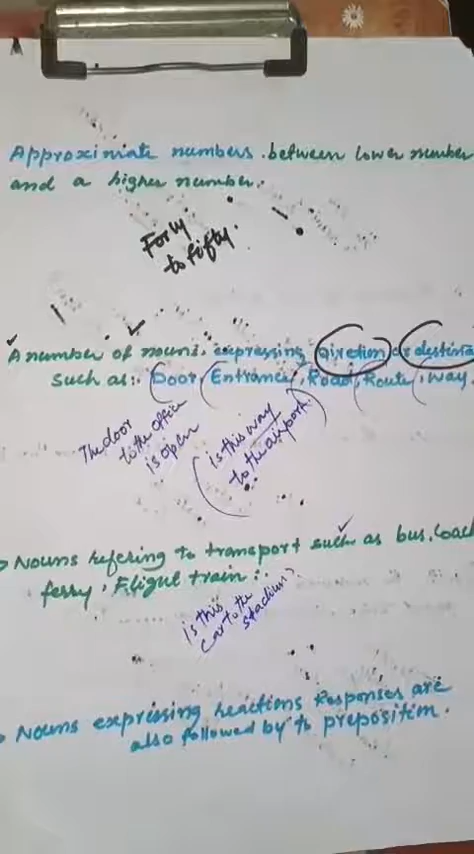 Approximate numbers between lower number
and a higher number.
Forty
to Fifty.
A number of nouns, expressing direction or destina
such as: Door, Entrance, Road, Route, way.
The door
to the office
is open
is this way
to the airport.
Nouns refering to transport such as bus, Coach
ferry, Flight train:
is this
car to the
stadium?
Nouns expressing reactions Responses are
also followed by to preposition.